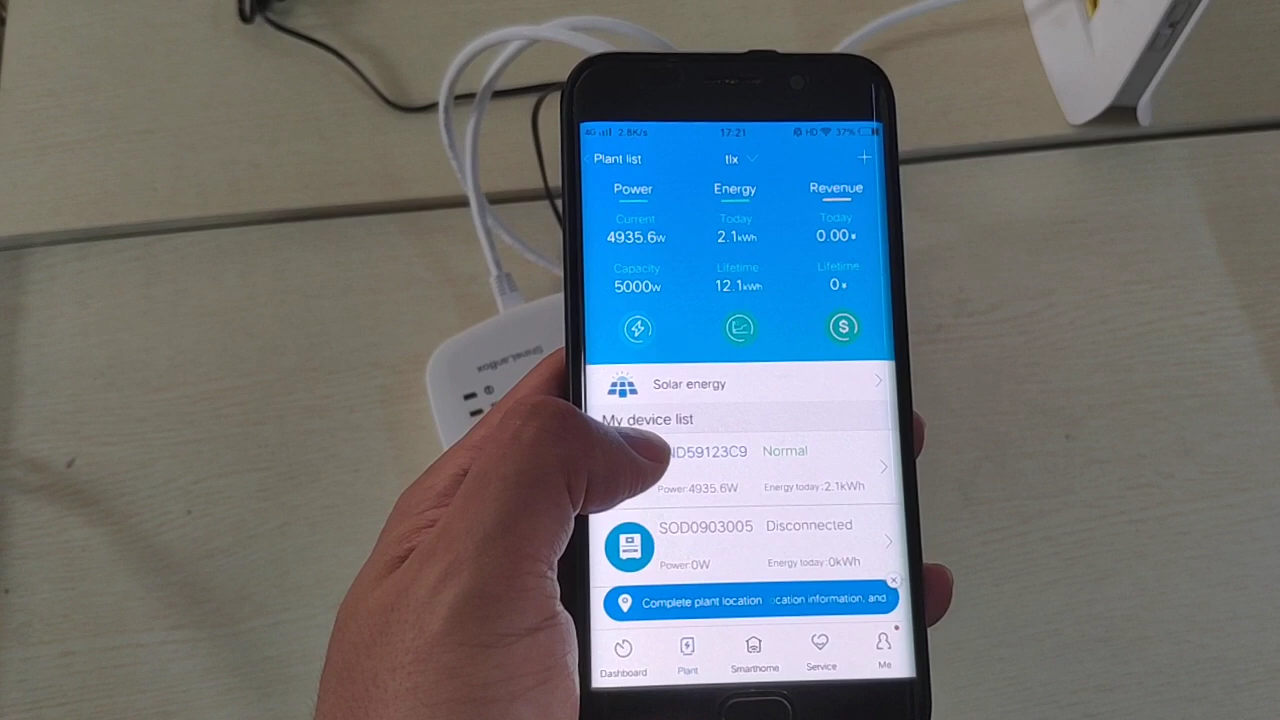 4G 2.8K/s 17:21 HD 37%
Plant list tlx +
Power Energy Revenue
Current Today Today
4935.6W 2.1kWh 0.00¥
Capacity Lifetime Lifetime
5000W 12.1kWh 0¥
$
Solar energy
My device list
ND59123C9 Normal
Power:4935.6W Energy today:2.1kWh
SOD0903005 Disconnected
Power:0W Energy today:0kWh
Complete plant location ocation information, and
Dashboard Plant Smarthome Service Me
ShineLanBox